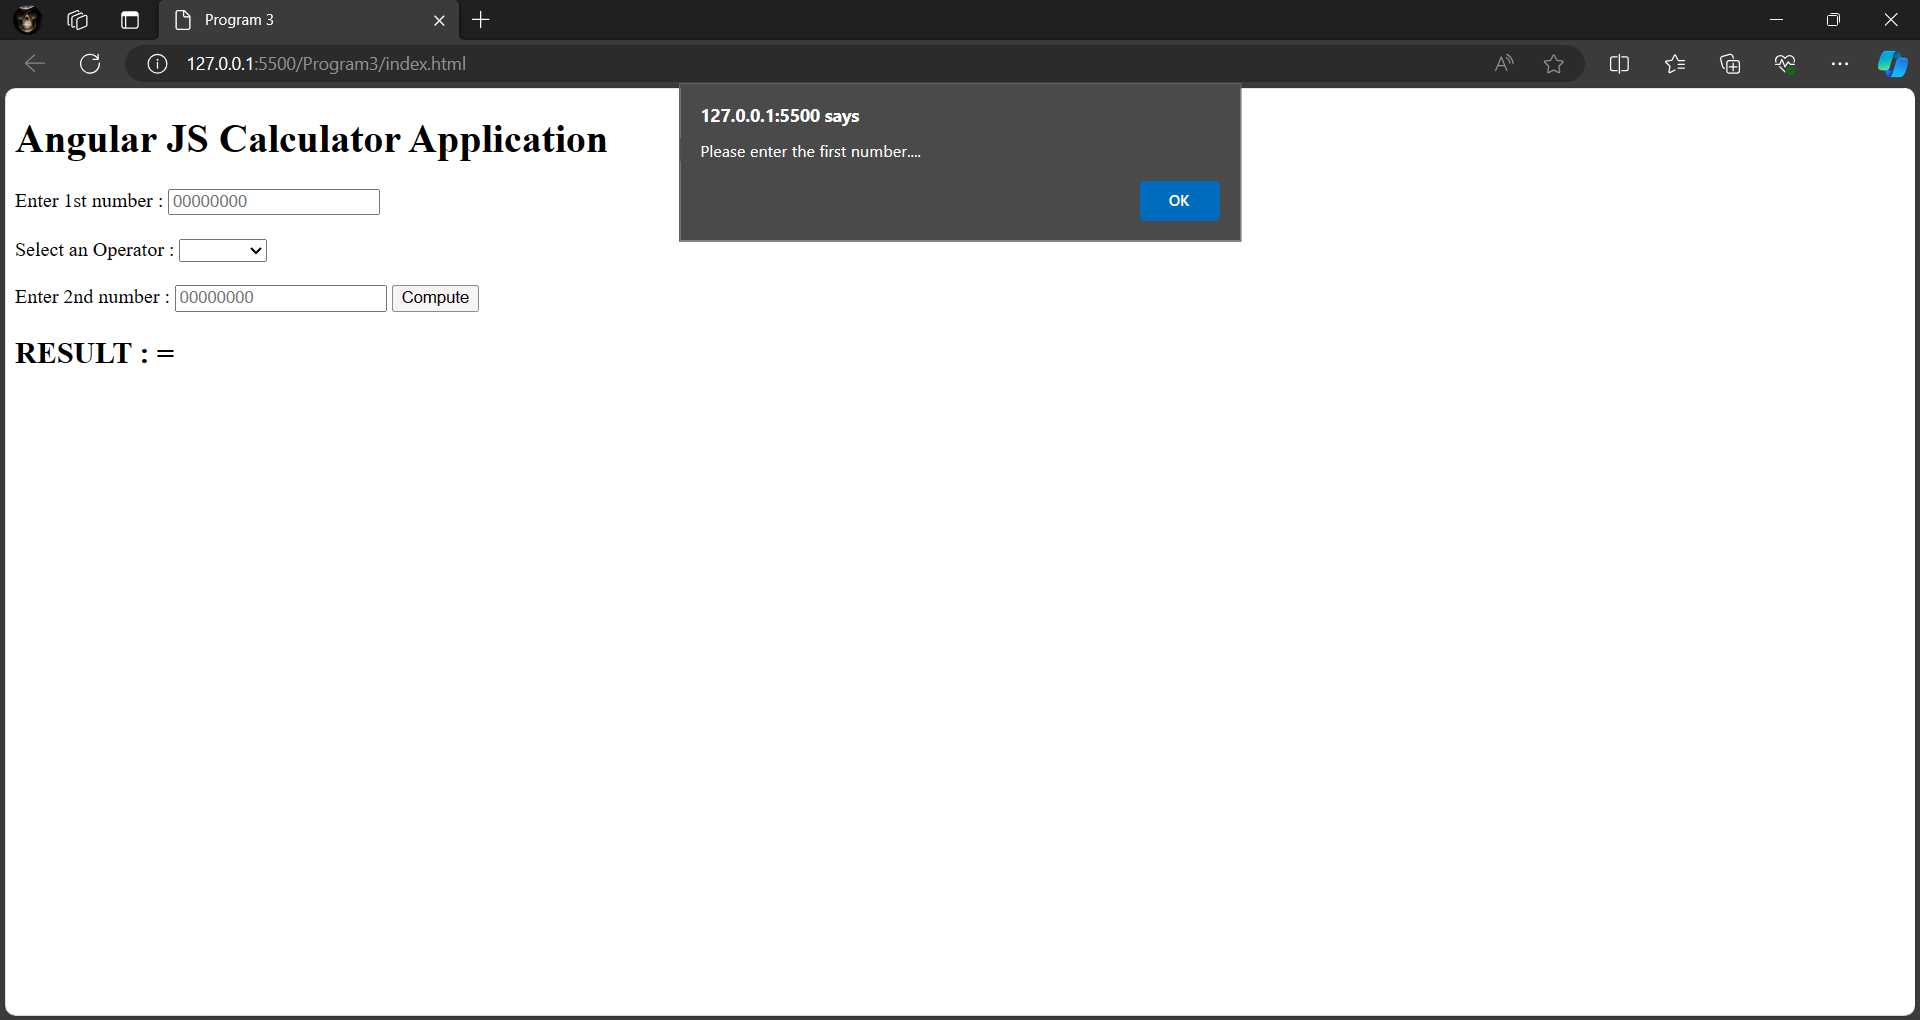 Program 3
127.0.0.1:5500/Program3/index.html
127.0.0.1:5500 says
Please enter the first number....
OK
Angular JS Calculator Application
Enter 1st number : 00000000
Select an Operator :
Enter 2nd number : 00000000 Compute
RESULT : =